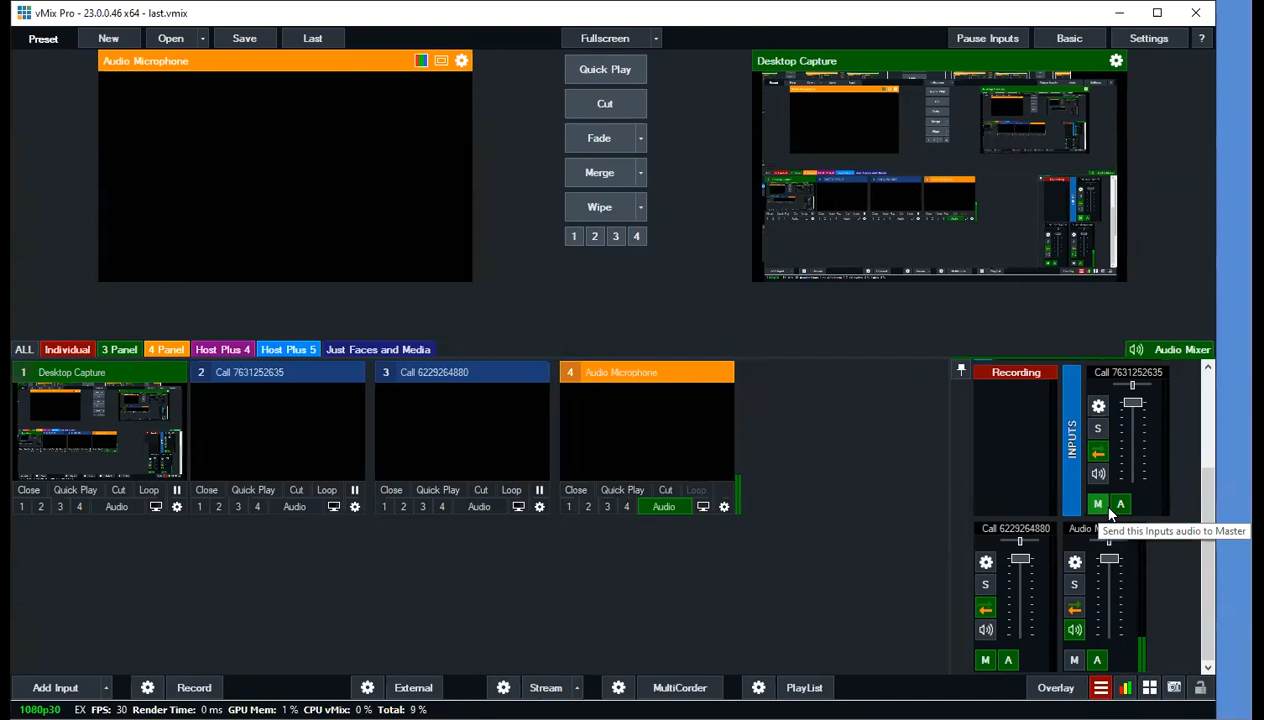 vMix Pro - 23.0.0.46 x64 - last.vmix
Preset New Open Save Last Fullscreen Pause Inputs Basic Settings ?
Audio Microphone
Desktop Capture
Quick Play
Cut
Fade
Merge
Wipe
1 2 3 4
ALL Individual 3 Panel 4 Panel Host Plus 4 Host Plus 5 Just Faces and Media Audio Mixer
1 Desktop Capture 2 Call 7631252635 3 Call 6229264880 4 Audio Microphone
Recording
INPUTS
Call 7631252635
S
M A
Send this Inputs audio to Master
Close Quick Play Cut Loop Close Quick Play Cut Loop Close Quick Play Cut Loop Close Quick Play Cut Loop
1 2 3 4 Audio 1 2 3 4 Audio 1 2 3 4 Audio 1 2 3 4 Audio
Call 6229264880 Audio
S S
M A M A
Add Input Record External Stream MultiCorder PlayList Overlay
1080p30 EX FPS: 30 Render Time: 0 ms GPU Mem: 1 % CPU vMix: 0 % Total: 9 %